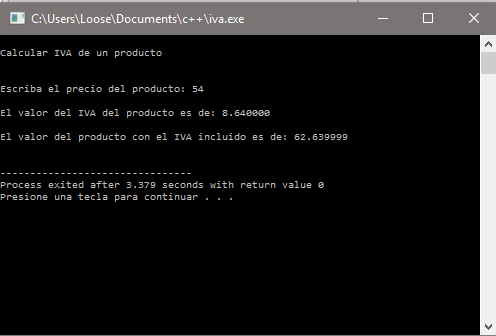 C:\Users\Loose\Documents\c++\iva.exe
Calcular IVA de un producto
Escriba el precio del producto: 54
El valor del IVA del producto es de: 8.640000
El valor del producto con el IVA incluido es de: 62.639999
--------------------------------
Process exited after 3.379 seconds with return value 0
Presione una tecla para continuar . . .